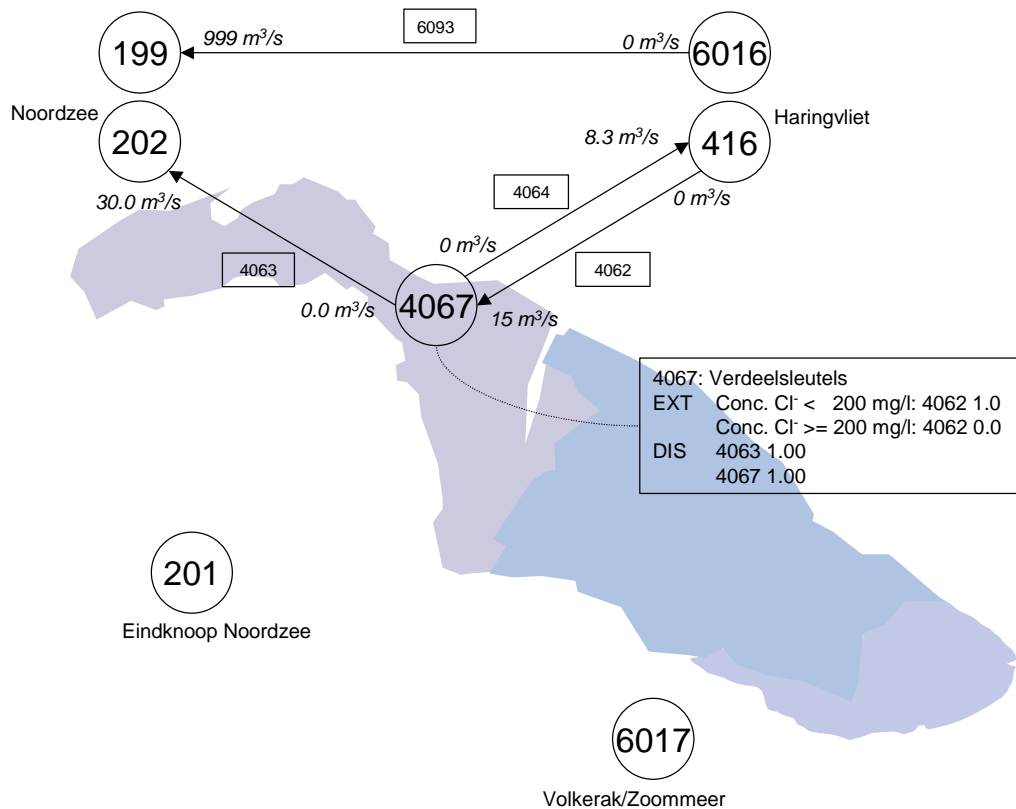 6093
999 m³/s
0 m³/s
199
6016
Noordzee
Haringvliet
202
416
8.3 m³/s
30.0 m³/s
4064
0 m³/s
0 m³/s
4063
4062
0.0 m³/s
4067
15 m³/s
4067: Verdeelsleutels
EXT Conc. Cl⁻ < 200 mg/l: 4062 1.0
Conc. Cl⁻ >= 200 mg/l: 4062 0.0
DIS 4063 1.00
4067 1.00
201
Eindknoop Noordzee
6017
Volkerak/Zoommeer